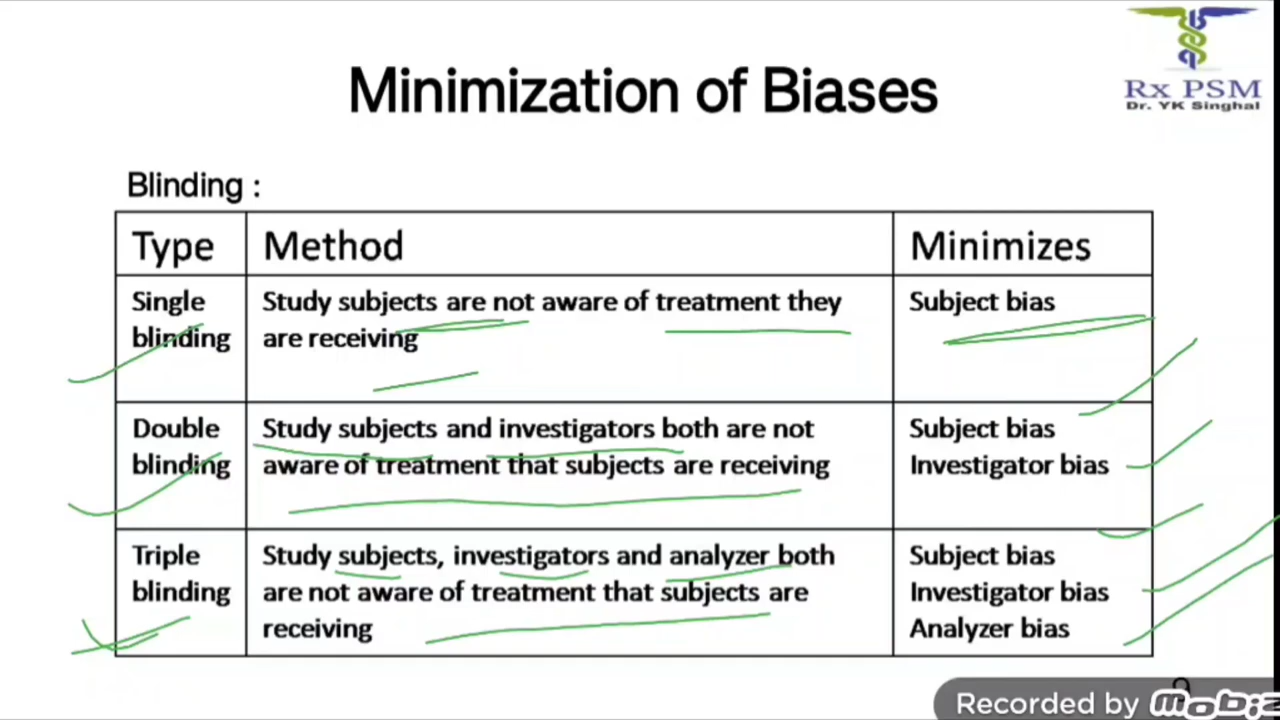 Rx PSM
Dr. YK Singhal
Minimization of Biases
Blinding :
Type Method Minimizes
Single blinding
Study subjects are not aware of treatment they
are receiving
Subject bias
Double blinding
Study subjects and investigators both are not
aware of treatment that subjects are receiving
Subject bias
Investigator bias
Triple blinding
Study subjects, investigators and analyzer both
are not aware of treatment that subjects are
receiving
Subject bias
Investigator bias
Analyzer bias
Recorded by